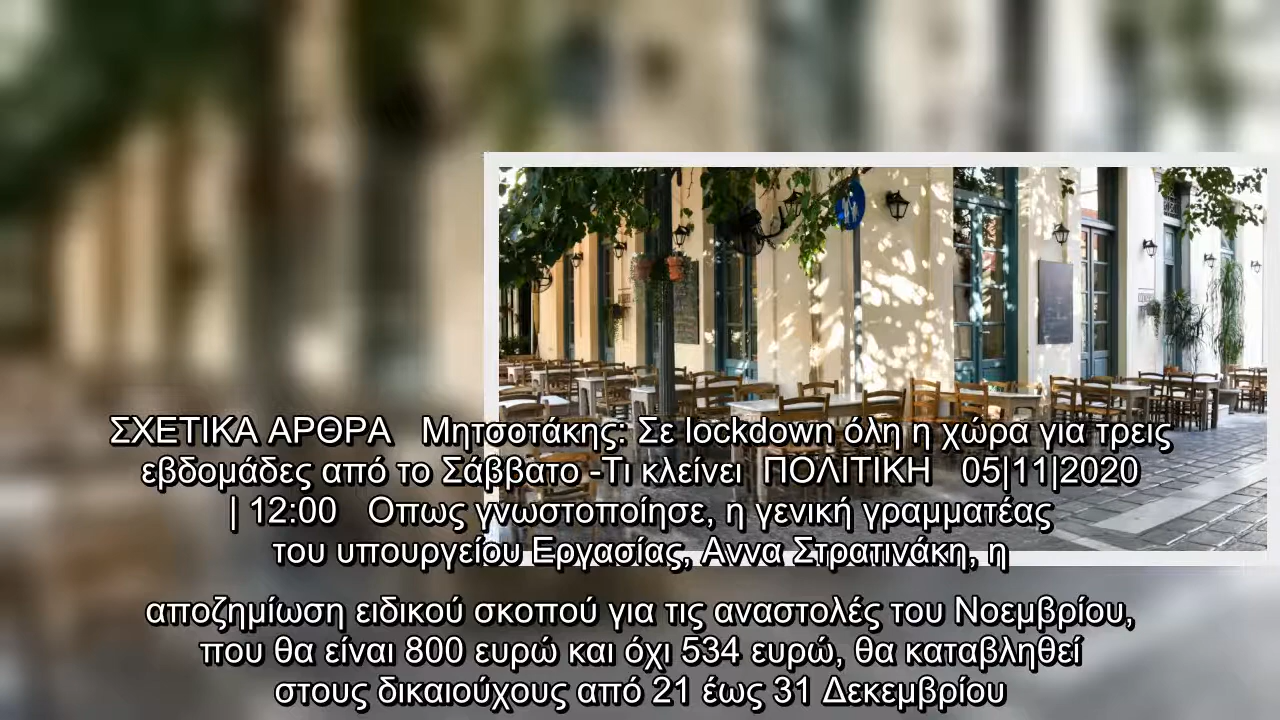 ΣΧΕΤΙΚΑ ΑΡΘΡΑ   Μητσοτάκης: Σε lockdown όλη η χώρα για τρεις
εβδομάδες από το Σάββατο -Τι κλείνει  ΠΟΛΙΤΙΚΗ   05|11|2020
| 12:00   Οπως γνωστοποίησε, η γενική γραμματέας
του υπουργείου Εργασίας, Αννα Στρατινάκη, η
αποζημίωση ειδικού σκοπού για τις αναστολές του Νοεμβρίου,
που θα είναι 800 ευρώ και όχι 534 ευρώ, θα καταβληθεί
στους δικαιούχους από 21 έως 31 Δεκεμβρίου